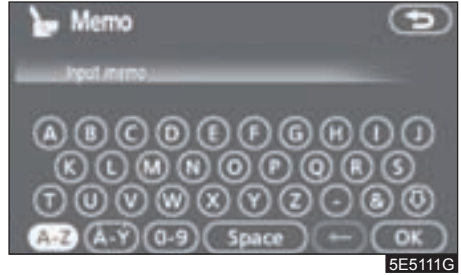 Memo
Input memo
A B C D E F G H I J
K L M N O P Q R S
T U V W X Y Z - &
A-Z À-Ý 0-9 Space ← OK
5E5111G